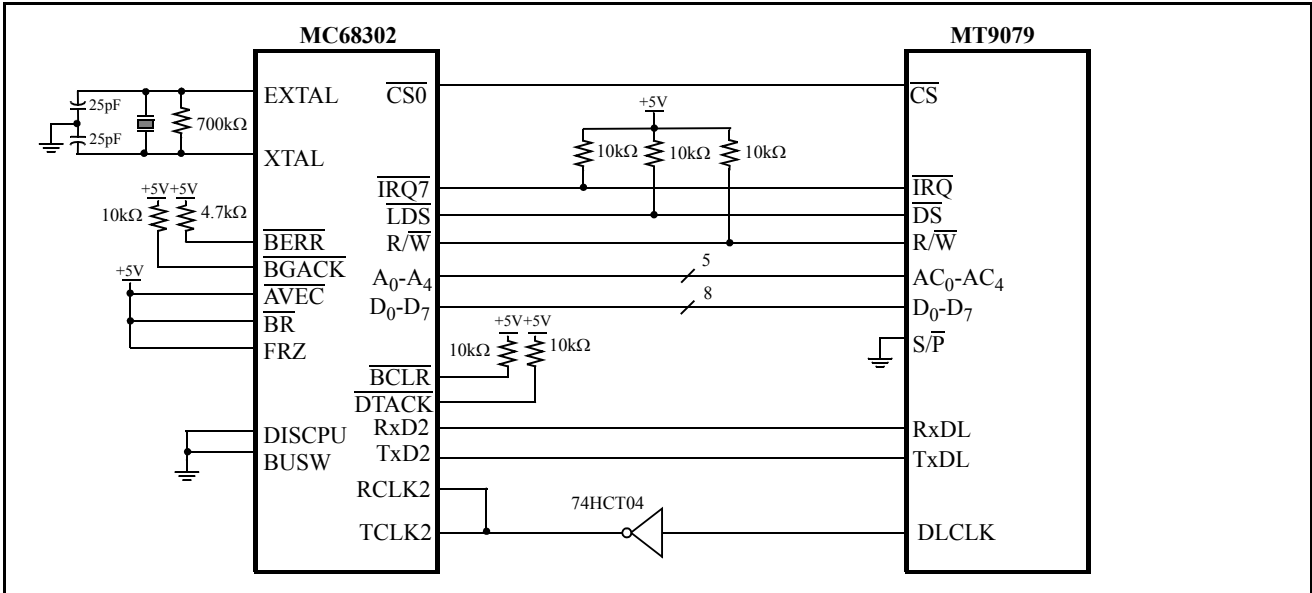 MC68302
MT9079
EXTAL
CS0
CS
25pF
700kΩ
25pF
XTAL
+5V
10kΩ
10kΩ
10kΩ
IRQ7
IRQ
+5V+5V
10kΩ
4.7kΩ
LDS
DS
BERR
R/W
R/W
BGACK
5
A0-A4
AC0-AC4
+5V
AVEC
8
D0-D7
D0-D7
BR
+5V+5V
S/P
FRZ
10kΩ
10kΩ
BCLR
DTACK
RxD2
RxDL
DISCPU
TxD2
TxDL
BUSW
RCLK2
74HCT04
TCLK2
DLCLK